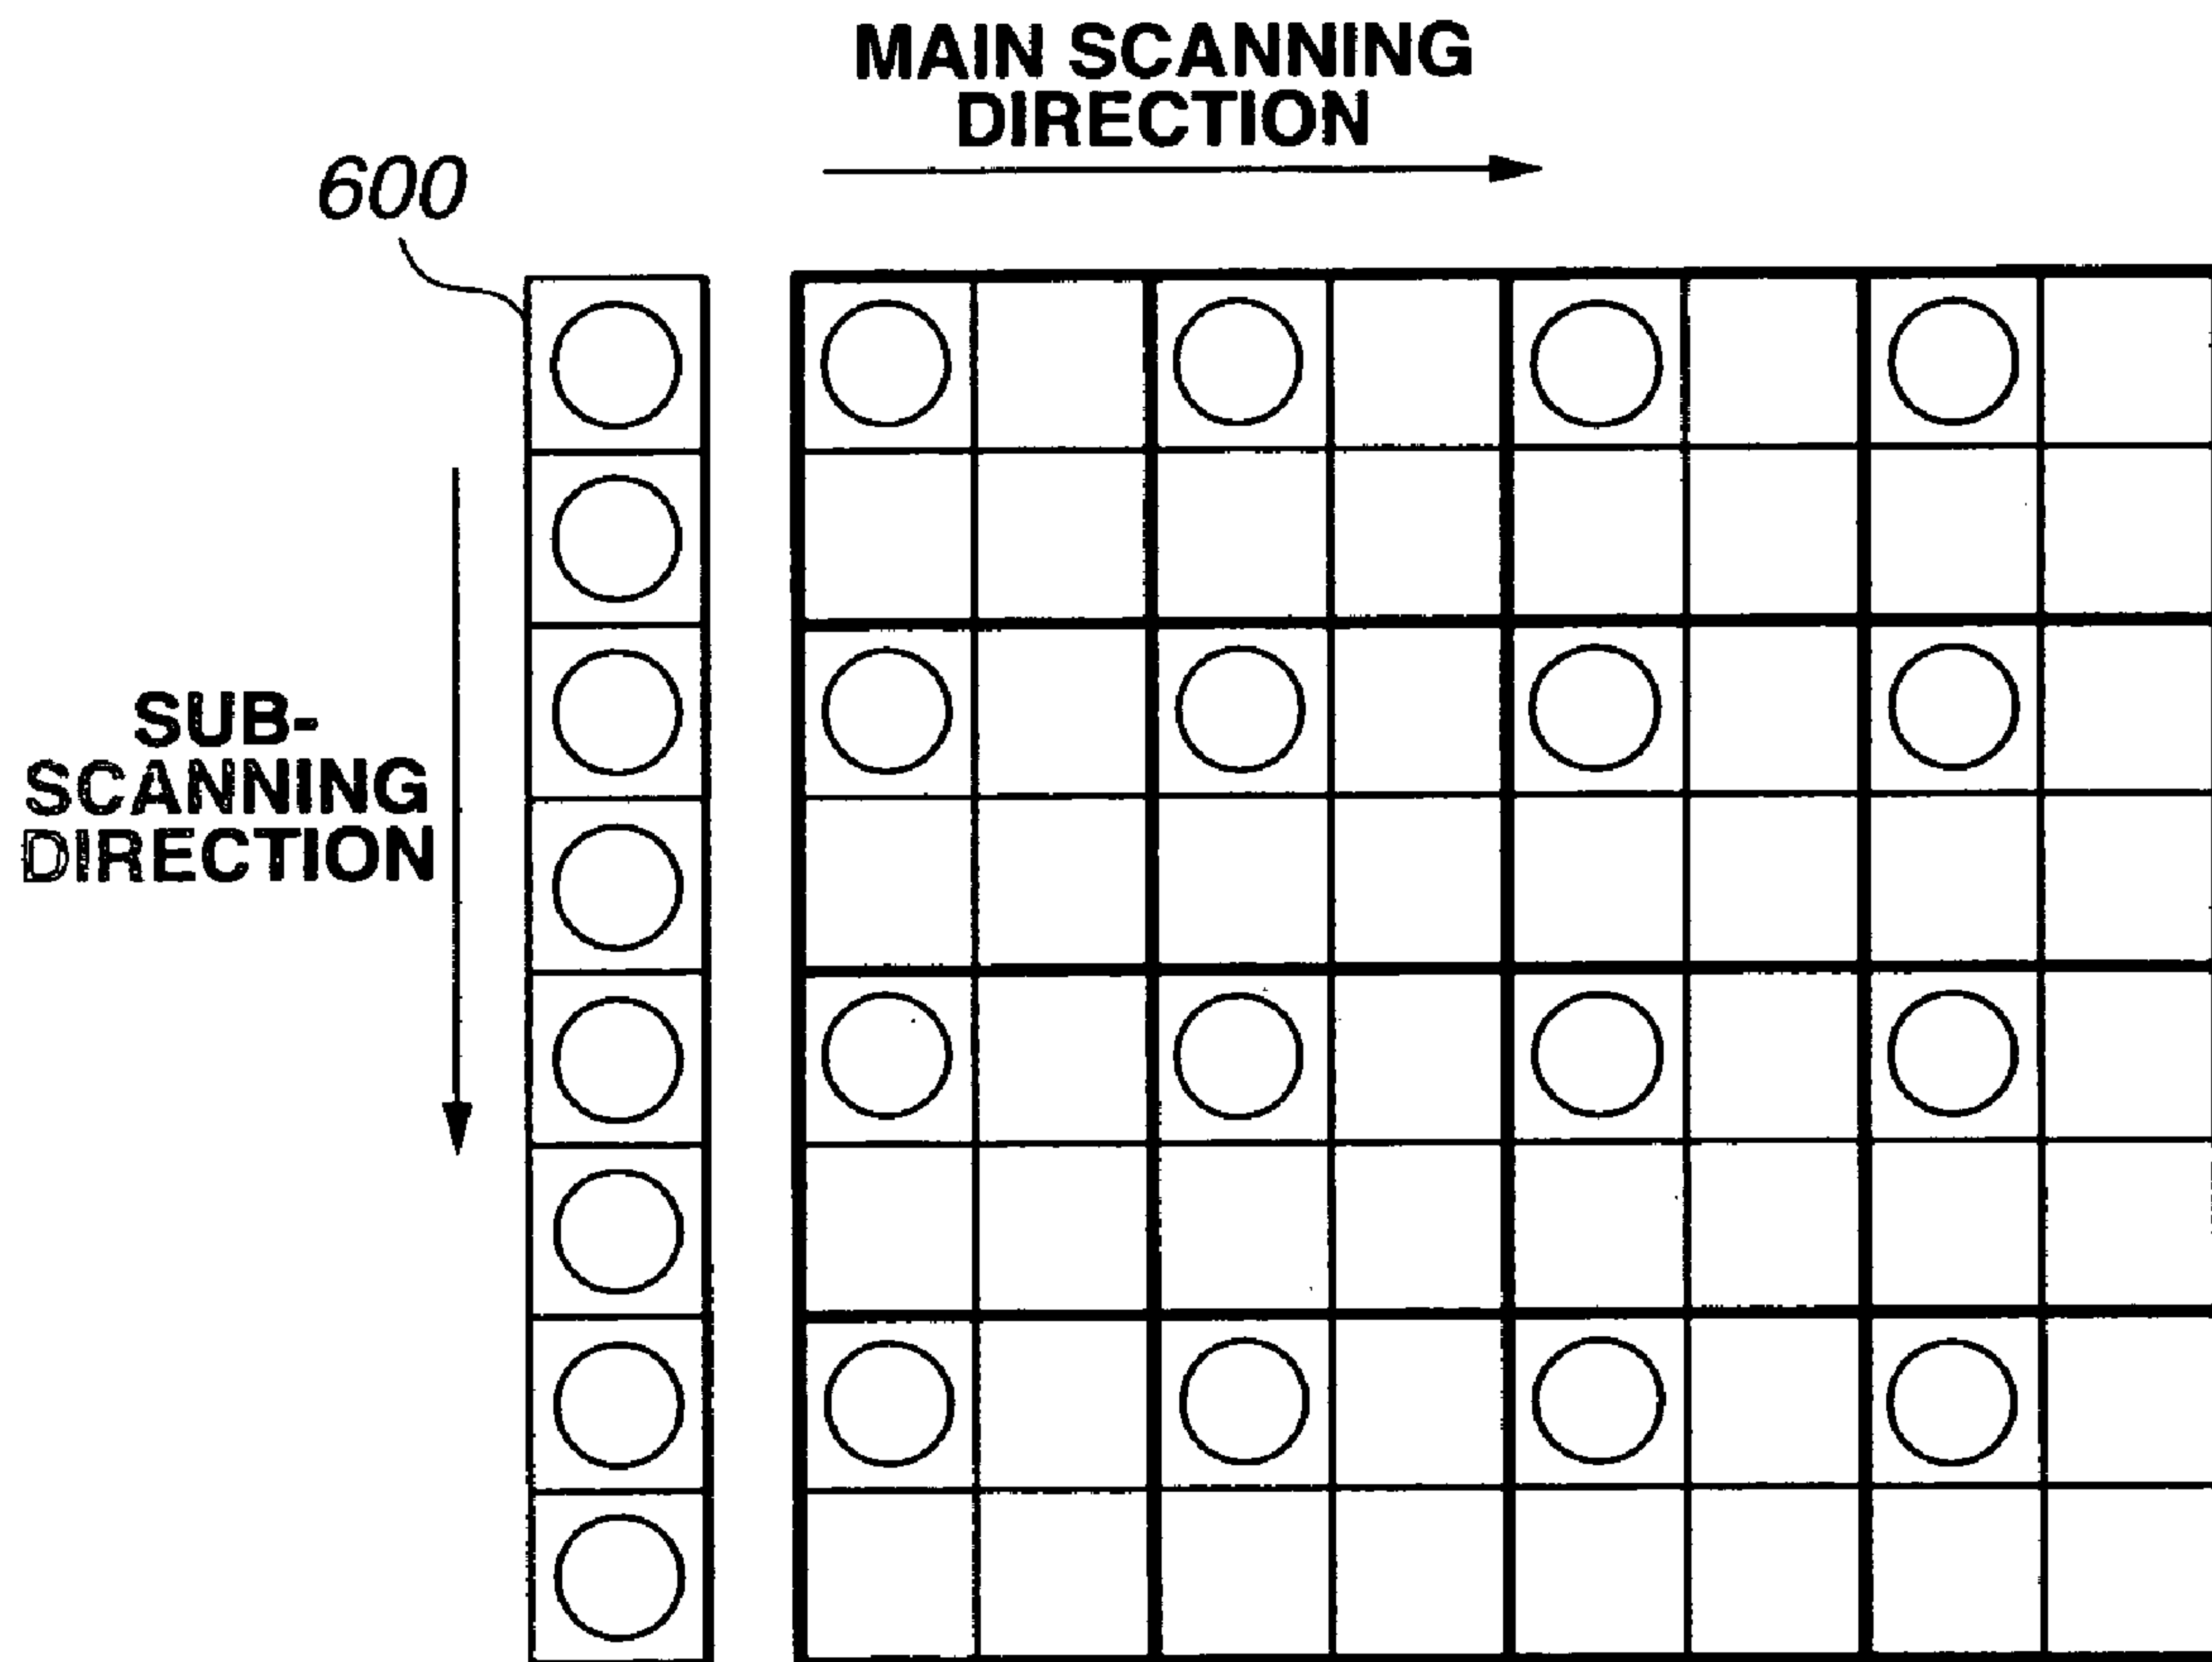 MAIN SCANNING
DIRECTION
600
SUB-
SCANNING
DIRECTION